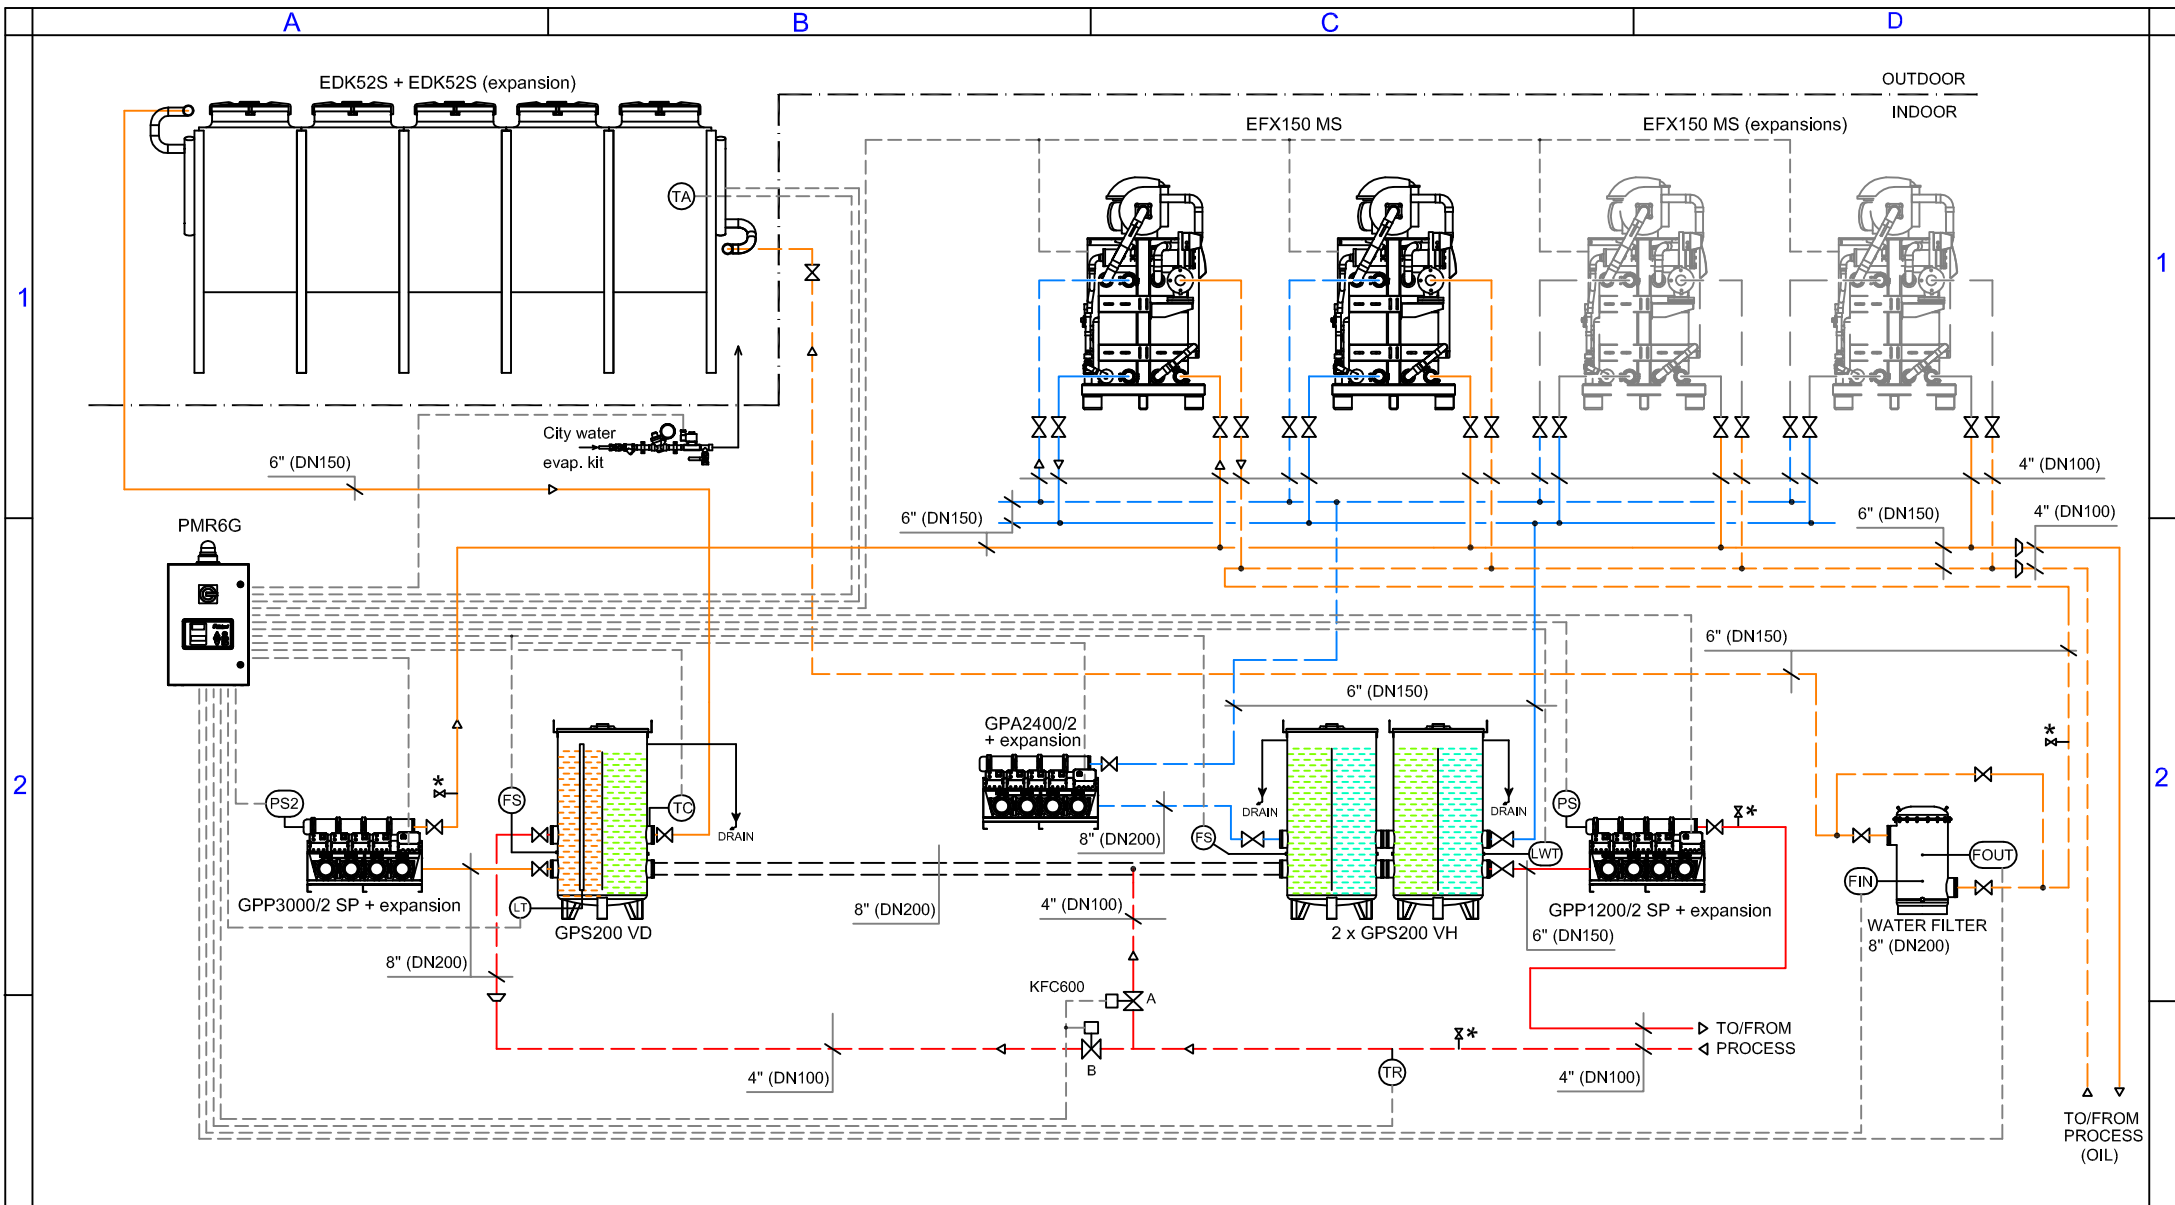 A
B
C
D
EDK52S + EDK52S (expansion)
OUTDOOR
INDOOR
EFX150 MS
EFX150 MS (expansions)
TA
1
1
City water
evap. kit
6" (DN150)
4" (DN100)
6" (DN150)
6" (DN150)
4" (DN100)
PMR6G
6" (DN150)
6" (DN150)
GPA2400/2
+ expansion
*
*
2
2
PS2
FS
TC
DRAIN
DRAIN
DRAIN
PS
*
8" (DN200)
FS
LWT
FOUT
FIN
GPP3000/2 SP + expansion
LT
8" (DN200)
4" (DN100)
GPP1200/2 SP + expansion
GPS200 VD
2 x GPS200 VH
6" (DN150)
WATER FILTER
8" (DN200)
8" (DN200)
KFC600
A
B
*
TO/FROM
PROCESS
4" (DN100)
TR
4" (DN100)
TO/FROM
PROCESS
(OIL)